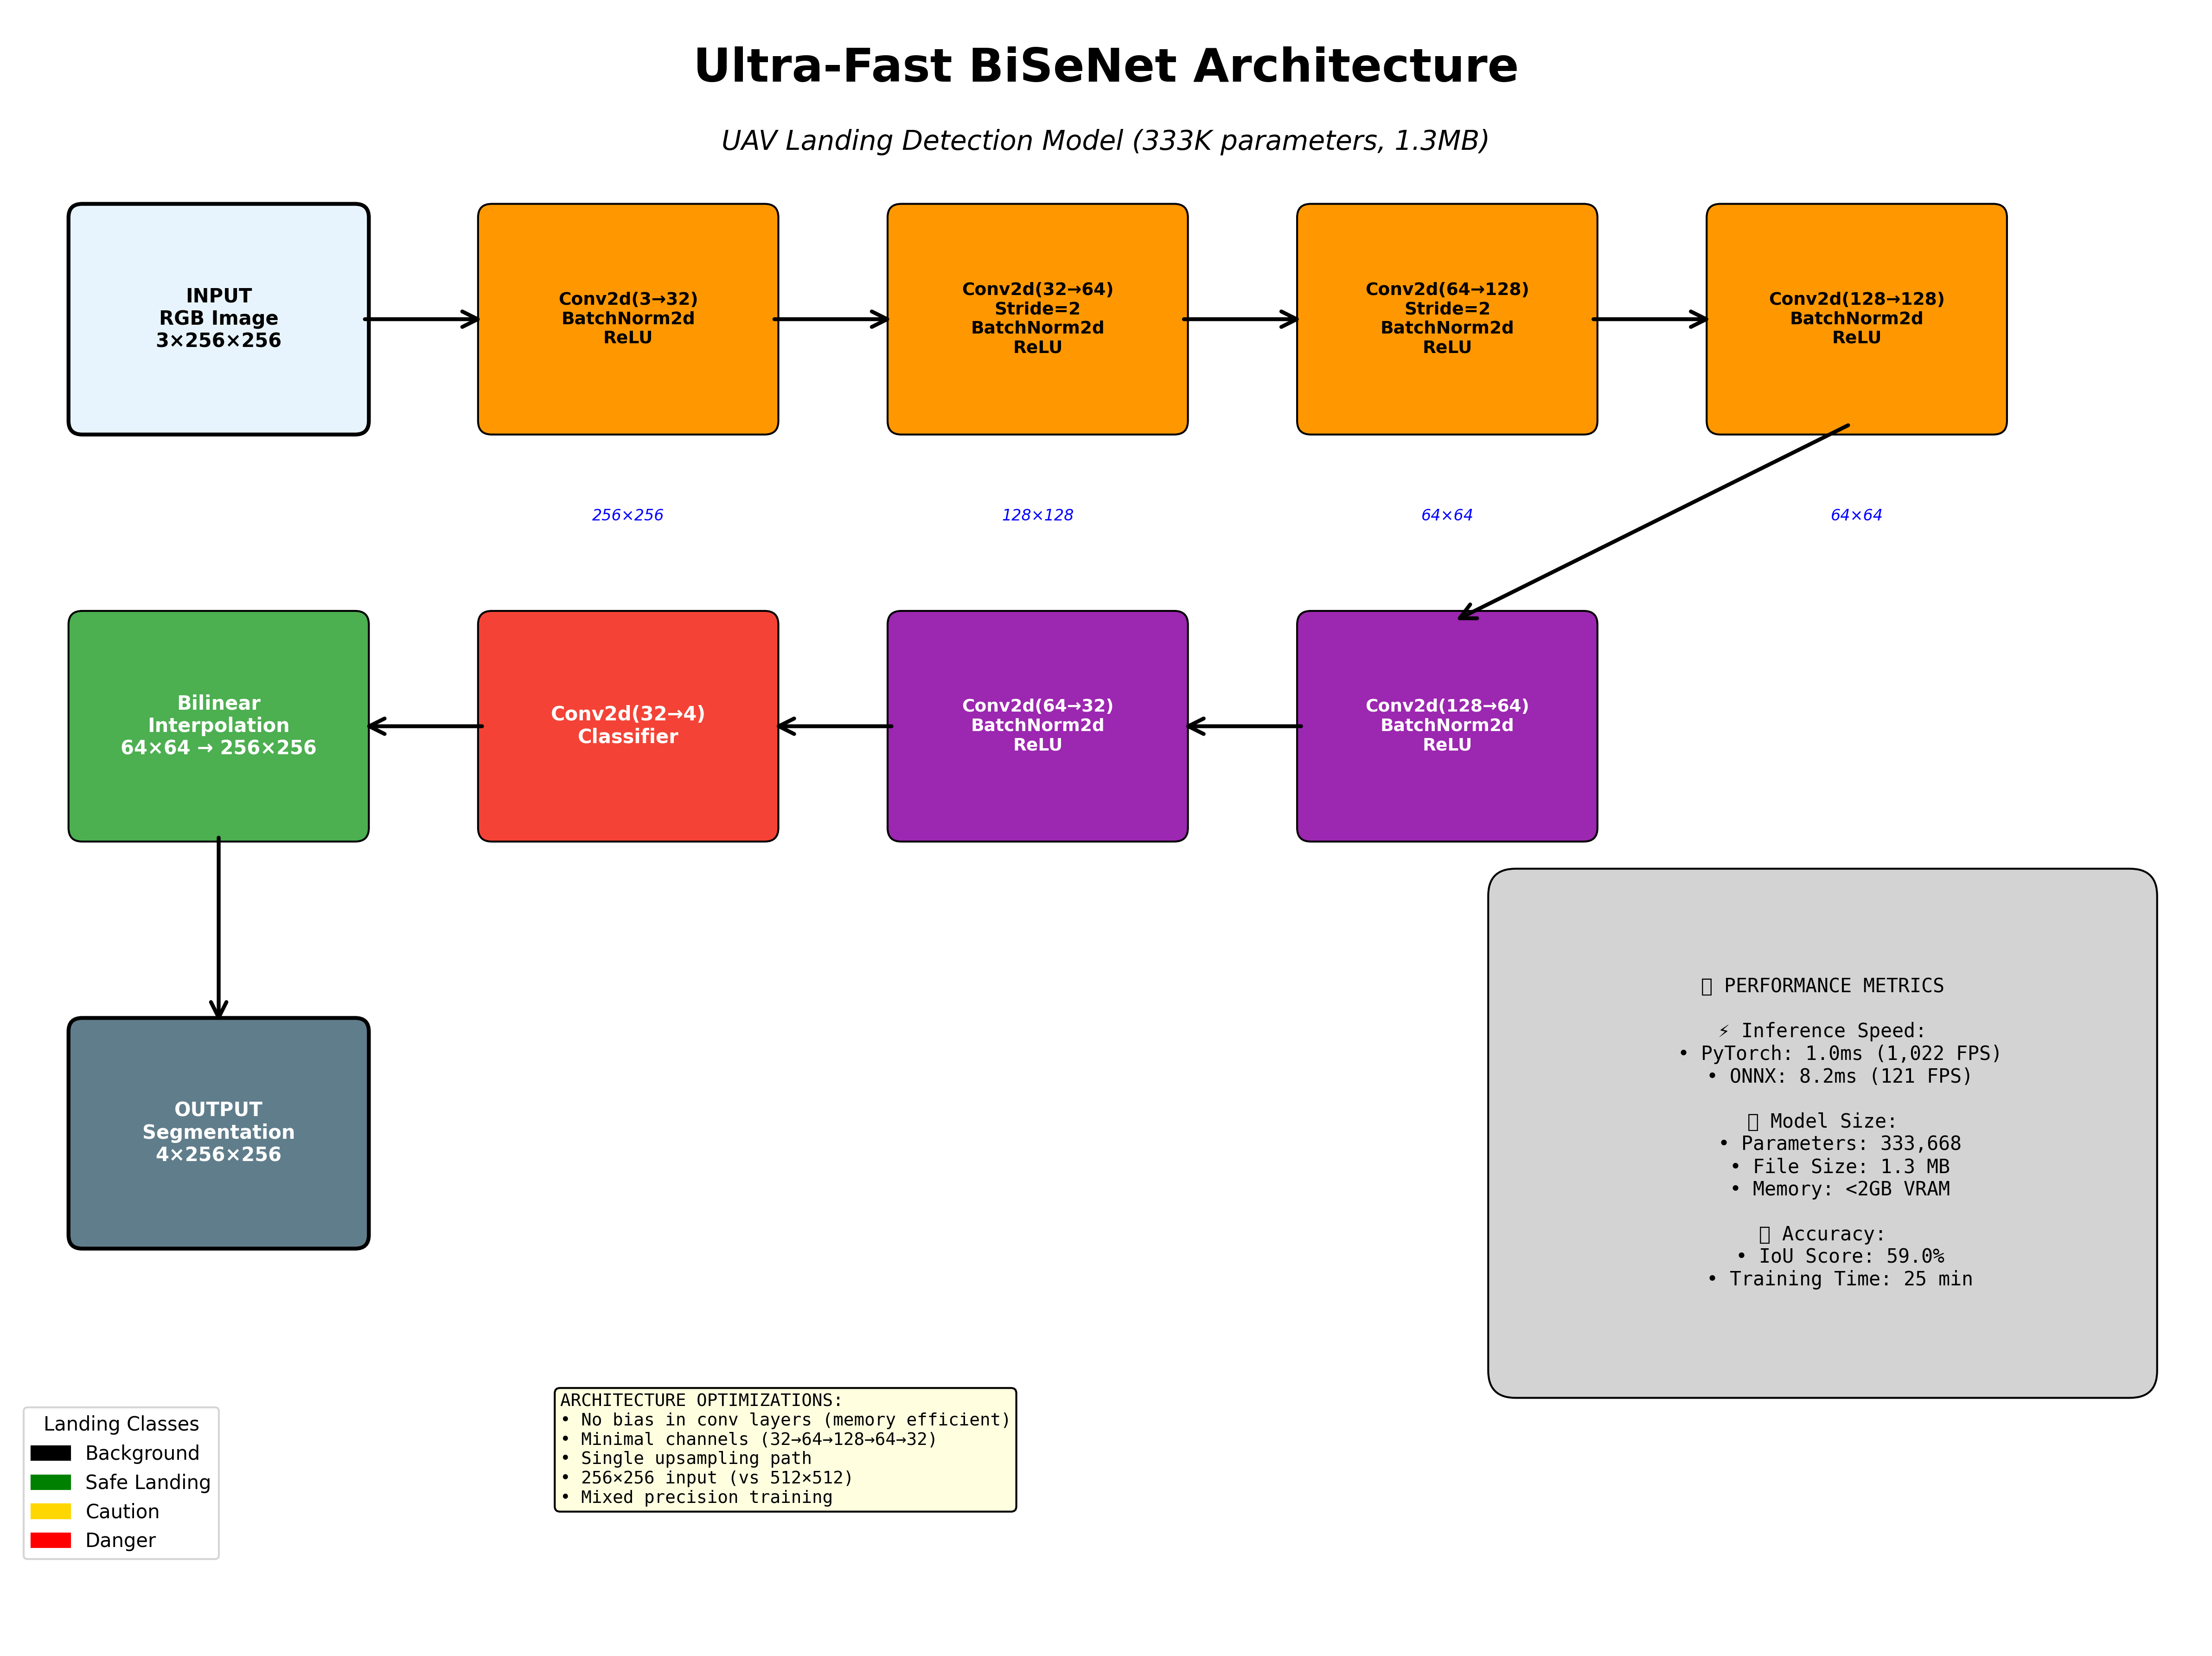 Ultra-Fast BiSeNet Architecture
UAV Landing Detection Model (333K parameters, 1.3MB)
INPUT
RGB Image
3×256×256
Conv2d(3→32)
BatchNorm2d
ReLU
Conv2d(32→64)
Stride=2
BatchNorm2d
ReLU
Conv2d(64→128)
Stride=2
BatchNorm2d
ReLU
Conv2d(128→128)
BatchNorm2d
ReLU
256×256
128×128
64×64
64×64
Bilinear
Interpolation
64×64 → 256×256
Conv2d(32→4)
Classifier
Conv2d(64→32)
BatchNorm2d
ReLU
Conv2d(128→64)
BatchNorm2d
ReLU
OUTPUT
Segmentation
4×256×256
▯ PERFORMANCE METRICS
⚡ Inference Speed:
• PyTorch: 1.0ms (1,022 FPS)
• ONNX: 8.2ms (121 FPS)
▯ Model Size:
• Parameters: 333,668
• File Size: 1.3 MB
• Memory: <2GB VRAM
▯ Accuracy:
• IoU Score: 59.0%
• Training Time: 25 min
ARCHITECTURE OPTIMIZATIONS:
• No bias in conv layers (memory efficient)
• Minimal channels (32→64→128→64→32)
• Single upsampling path
• 256×256 input (vs 512×512)
• Mixed precision training
Landing Classes
Background
Safe Landing
Caution
Danger